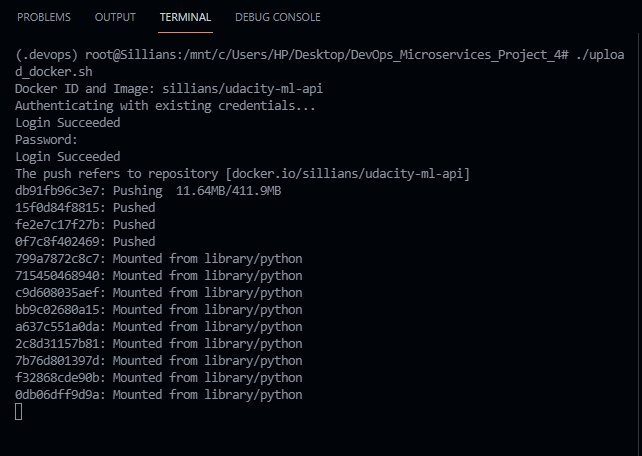 PROBLEMS OUTPUT TERMINAL DEBUG CONSOLE
(.devops) root@Sillians:/mnt/c/Users/HP/Desktop/DevOps_Microservices_Project_4# ./uploa
d_docker.sh
Docker ID and Image: sillians/udacity-ml-api
Authenticating with existing credentials...
Login Succeeded
Password:
Login Succeeded
The push refers to repository [docker.io/sillians/udacity-ml-api]
db91fb96c3e7: Pushing  11.64MB/411.9MB
15f0d84f8815: Pushed
fe2e7c17f27b: Pushed
0f7c8f402469: Pushed
799a7872c8c7: Mounted from library/python
715450468940: Mounted from library/python
c9d608035aef: Mounted from library/python
bb9c02680a15: Mounted from library/python
a637c551a0da: Mounted from library/python
2c8d31157b81: Mounted from library/python
7b76d801397d: Mounted from library/python
f32868cde90b: Mounted from library/python
0db06dff9d9a: Mounted from library/python